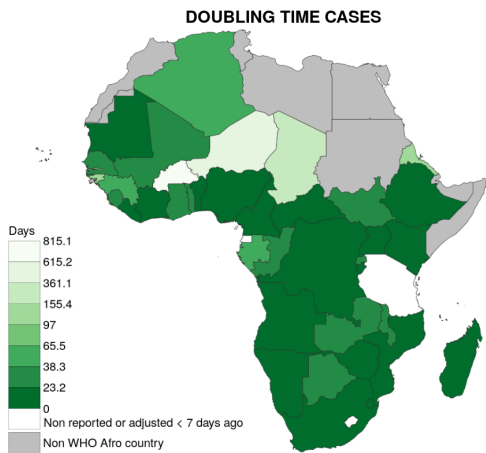 DOUBLING TIME CASES
Days
815.1
615.2
361.1
155.4
97
65.5
38.3
23.2
0
Non reported or adjusted < 7 days ago
Non WHO Afro country